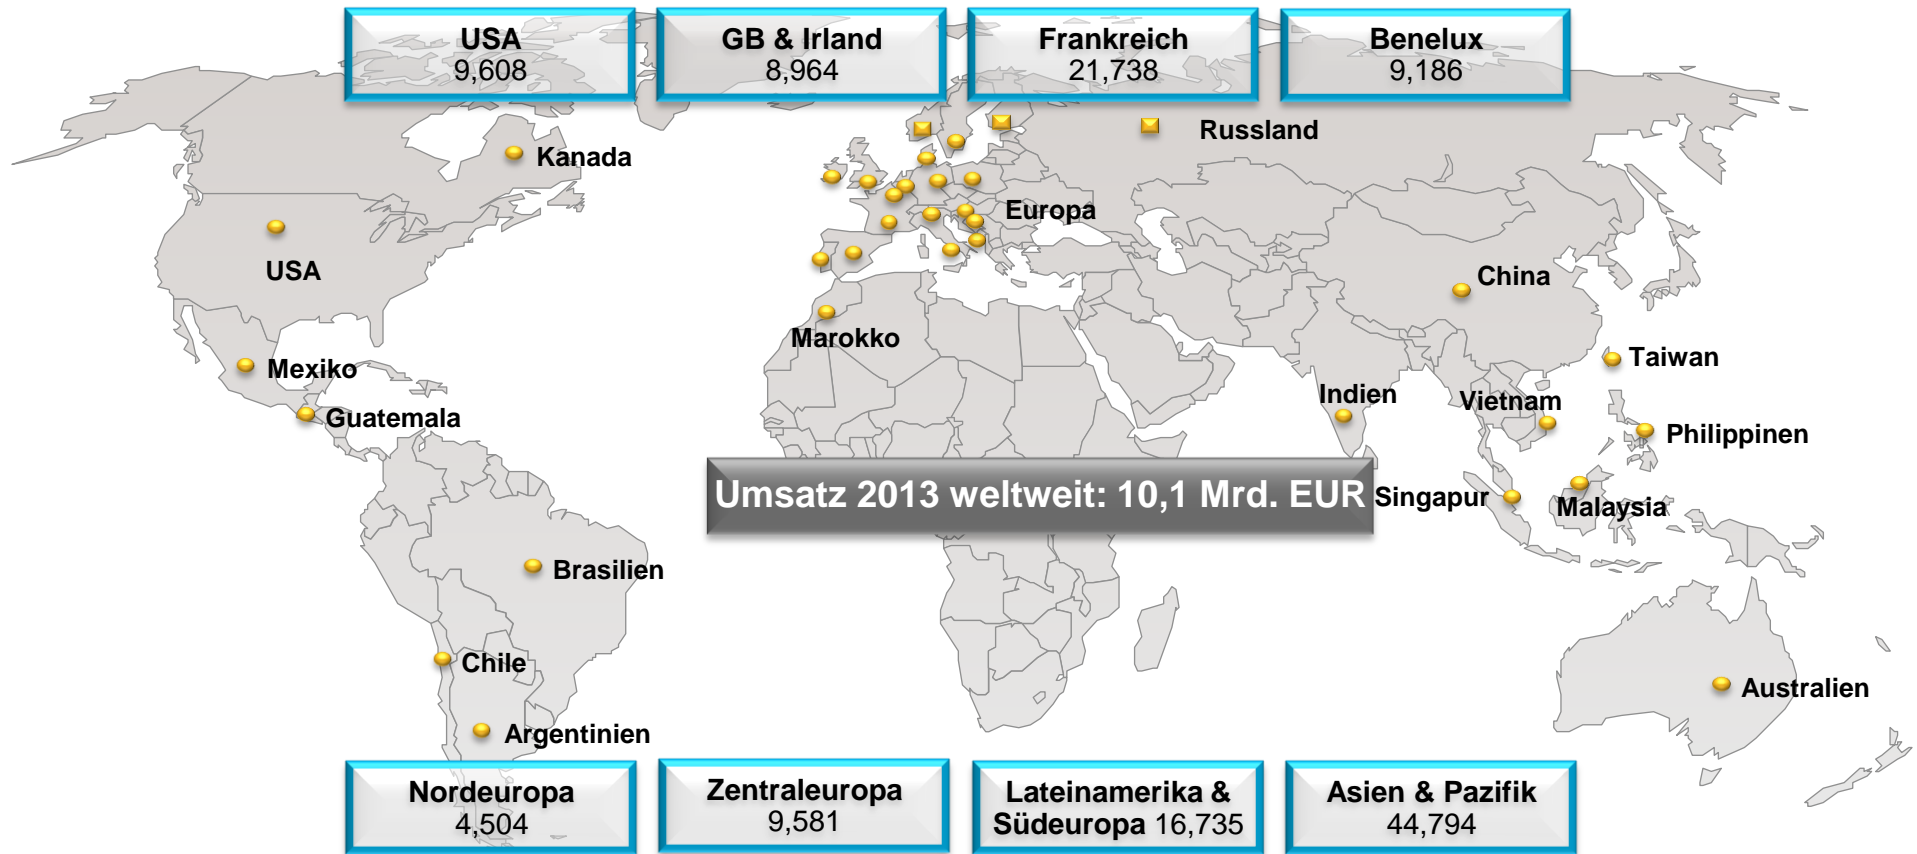 USA
9,608
GB & Irland
8,964
Frankreich
21,738
Benelux
9,186
Russland
Kanada
Europa
USA
China
Marokko
Taiwan
Mexiko
Indien
Vietnam
Guatemala
Philippinen
Umsatz 2013 weltweit: 10,1 Mrd. EUR
Singapur
Malaysia
Brasilien
Chile
Australien
Argentinien
Nordeuropa
4,504
Zentraleuropa
9,581
Lateinamerika &
Südeuropa 16,735
Asien & Pazifik
44,794